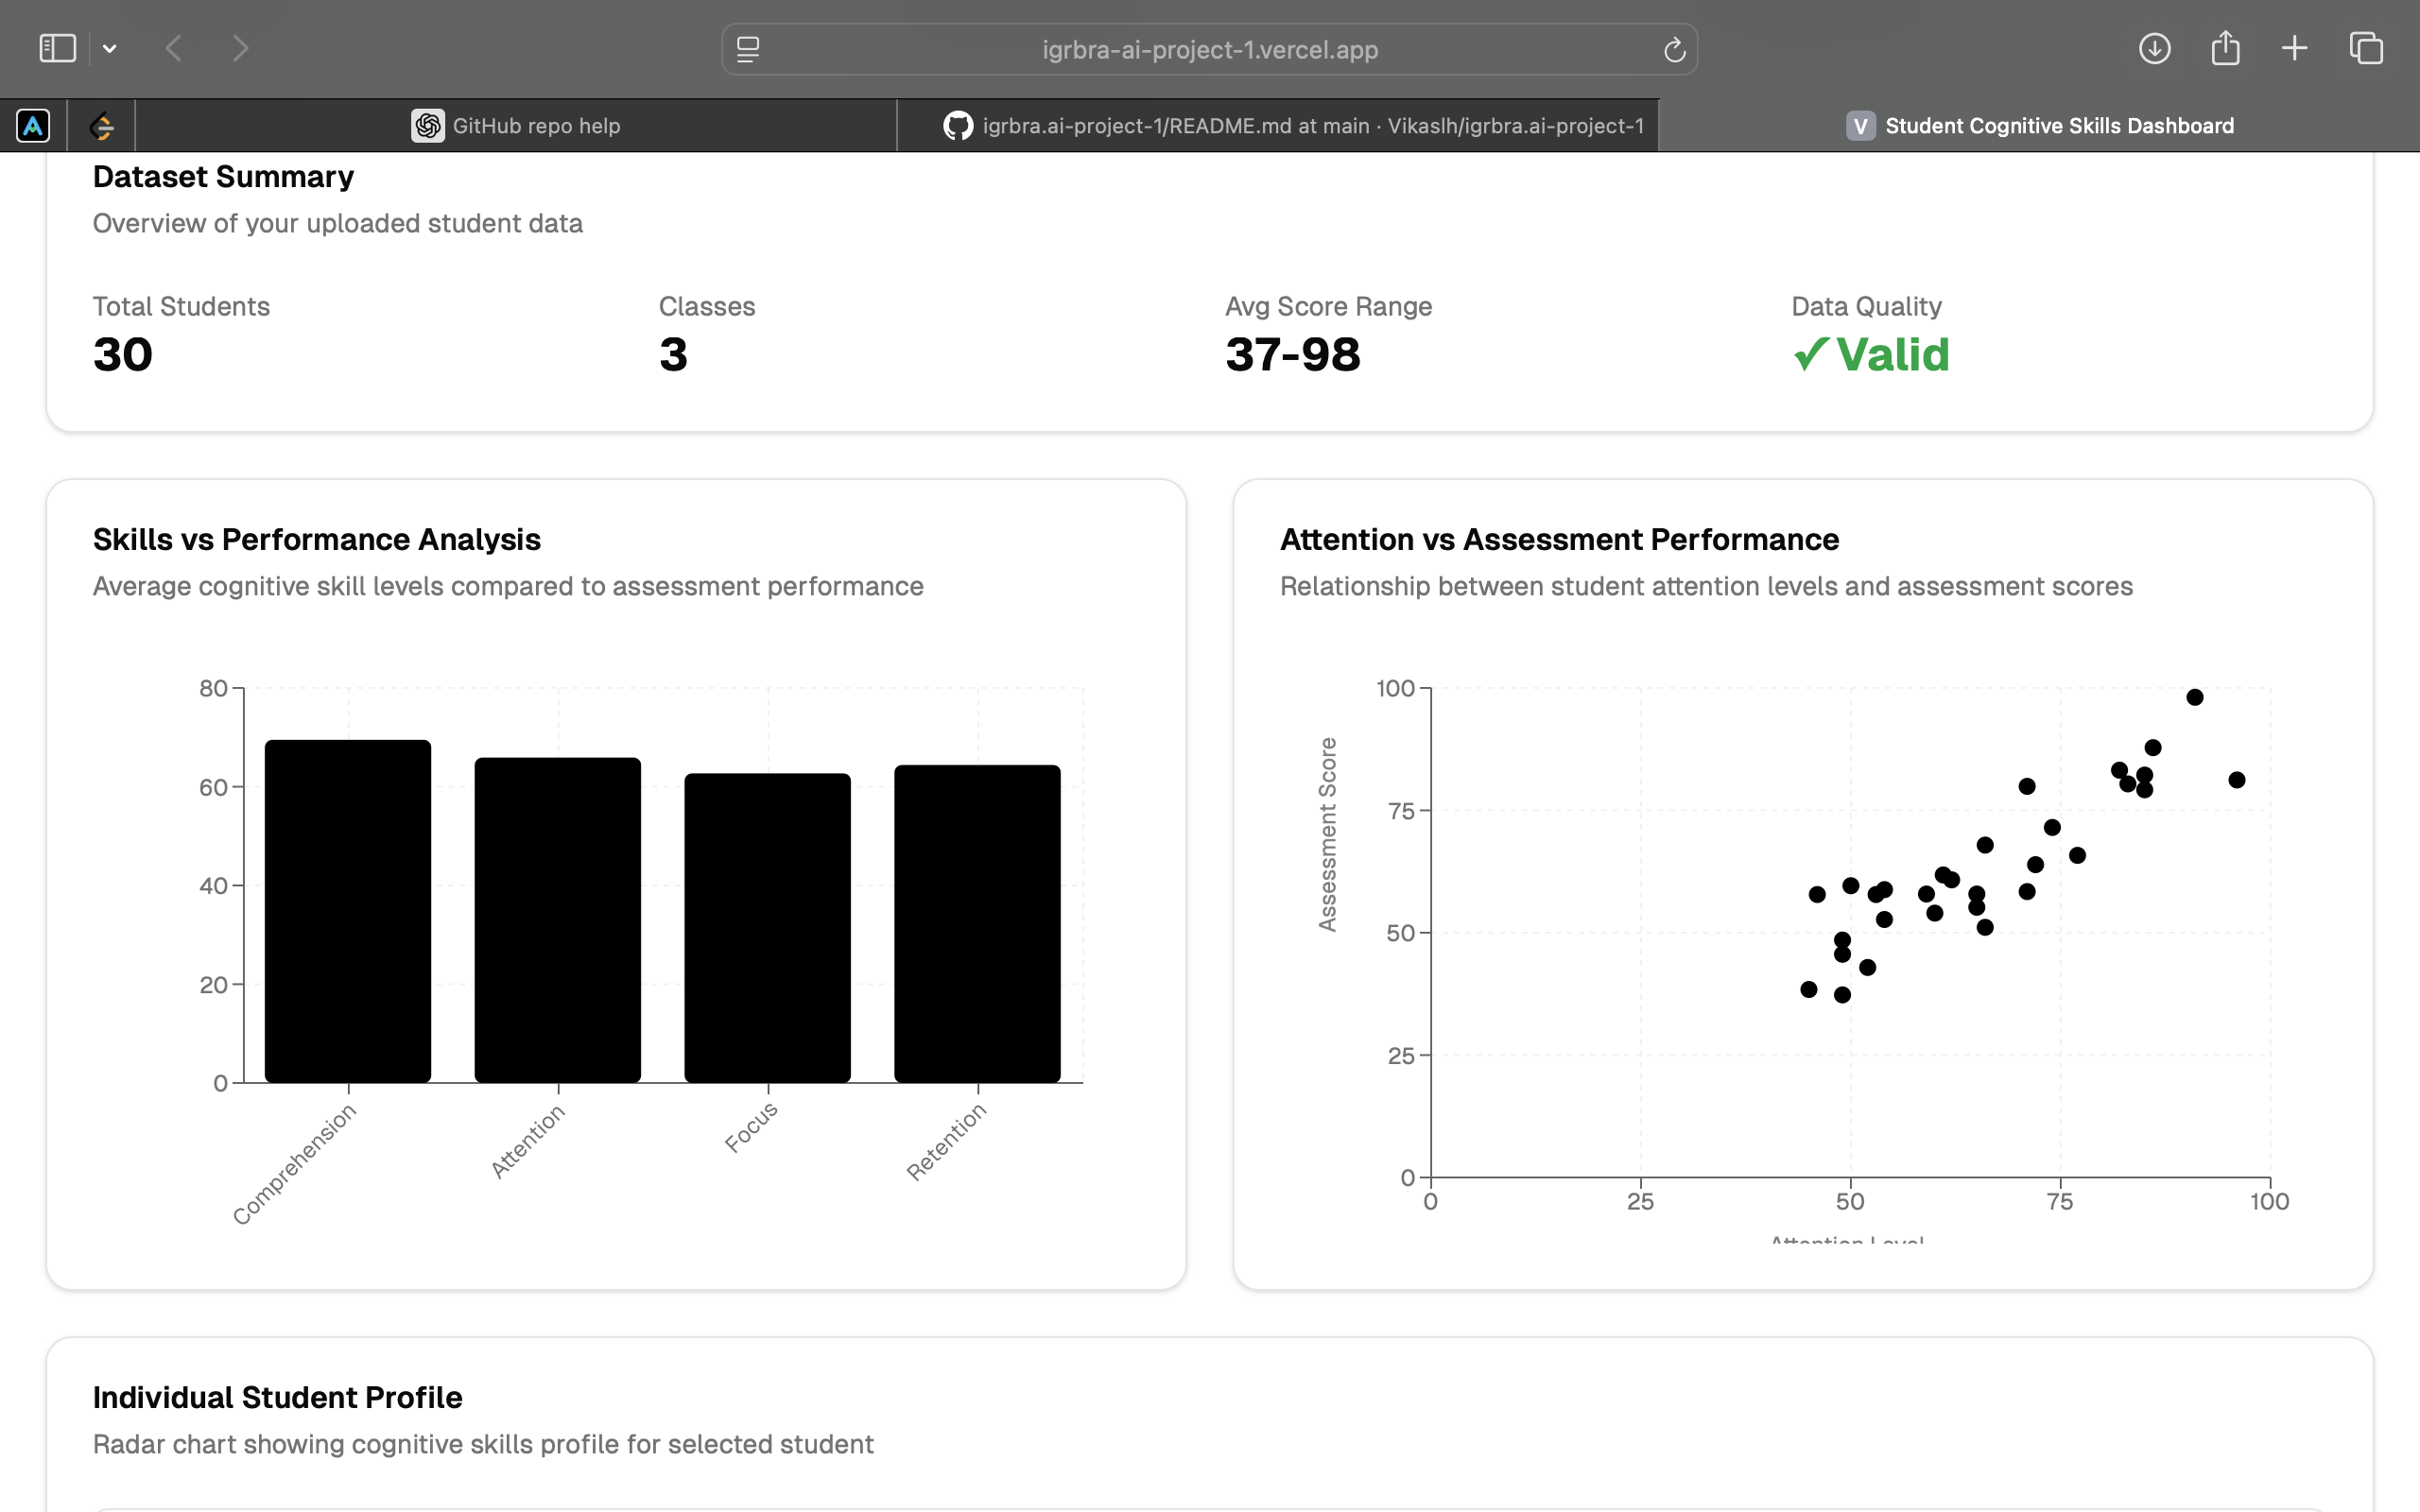 igrbra-ai-project-1.vercel.app
GitHub repo help
igrbra.ai-project-1/README.md at main · Vikaslh/igrbra.ai-project-1
V Student Cognitive Skills Dashboard
Dataset Summary
Overview of your uploaded student data
Total Students
30
Classes
3
Avg Score Range
37-98
Data Quality
✓Valid
Skills vs Performance Analysis
Average cognitive skill levels compared to assessment performance
80
60
40
20
0
Comprehension
Attention
Focus
Retention
Attention vs Assessment Performance
Relationship between student attention levels and assessment scores
Assessment Score
100
75
50
25
0
0
25
50
75
100
Attention Level
Individual Student Profile
Radar chart showing cognitive skills profile for selected student